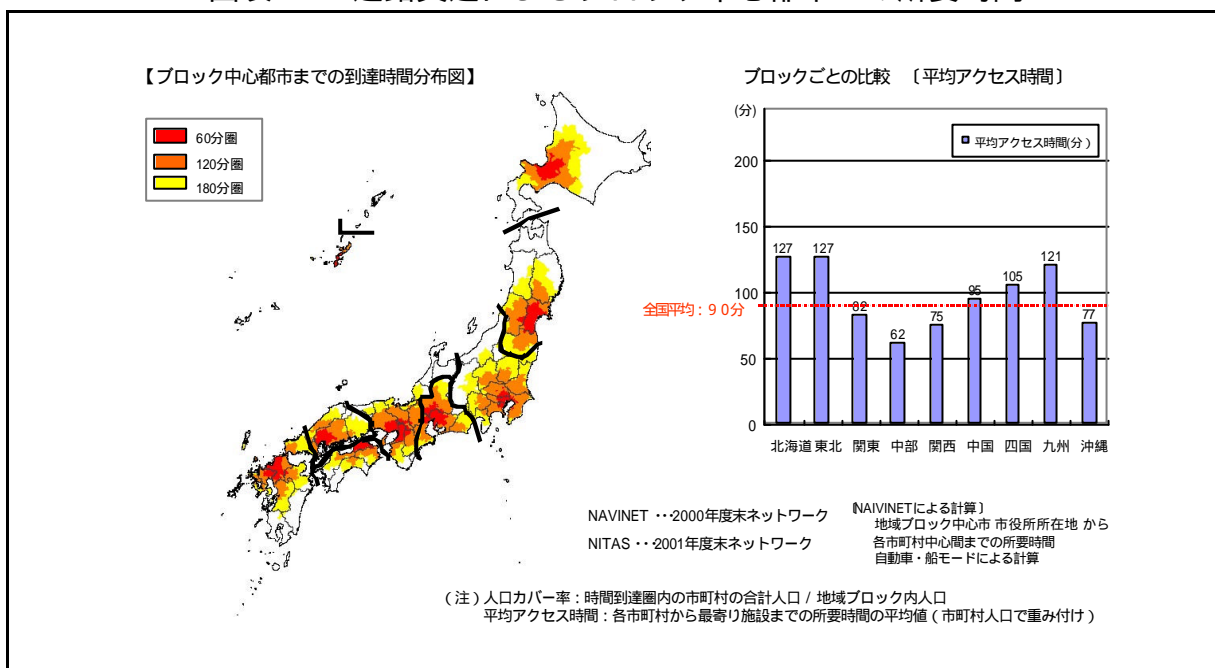 【ブロック中心都市までの到達時間分布図】
60分圏
120分圏
180分圏
ブロックごとの比較 〔平均アクセス時間〕
(分)
平均アクセス時間(分)
200
150
100
50
0
127
127
62
75
95
105
121
77
全国平均：９０分
北海道 東北 関東 中部 関西 中国 四国 九州 沖縄
NAVINET ・・・2000年度末ネットワーク
NITAS ・・・2001年度末ネットワーク
〔NAIVINETによる計算〕
地域ブロック中心市 市役所所在地 から
各市町村中心間までの所要時間
自動車・船モードによる計算
（注）人口カバー率：時間到達圏内の市町村の合計人口 / 地域ブロック内人口
平均アクセス時間：各市町村から最寄り施設までの所要時間の平均値（市町村人口で重み付け）